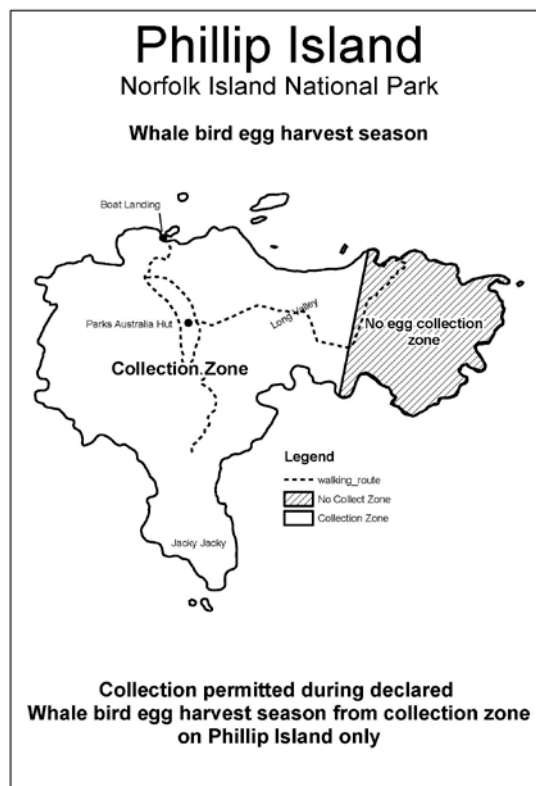 Phillip Island
Norfolk Island National Park
Whale bird egg harvest season
Boat Landing
Parks Australia Hut
Long Valley
No egg collection
zone
Collection Zone
Legend
walking_route
No Collect Zone
Collection Zone
Jacky Jacky
Collection permitted during declared
Whale bird egg harvest season from collection zone
on Phillip Island only